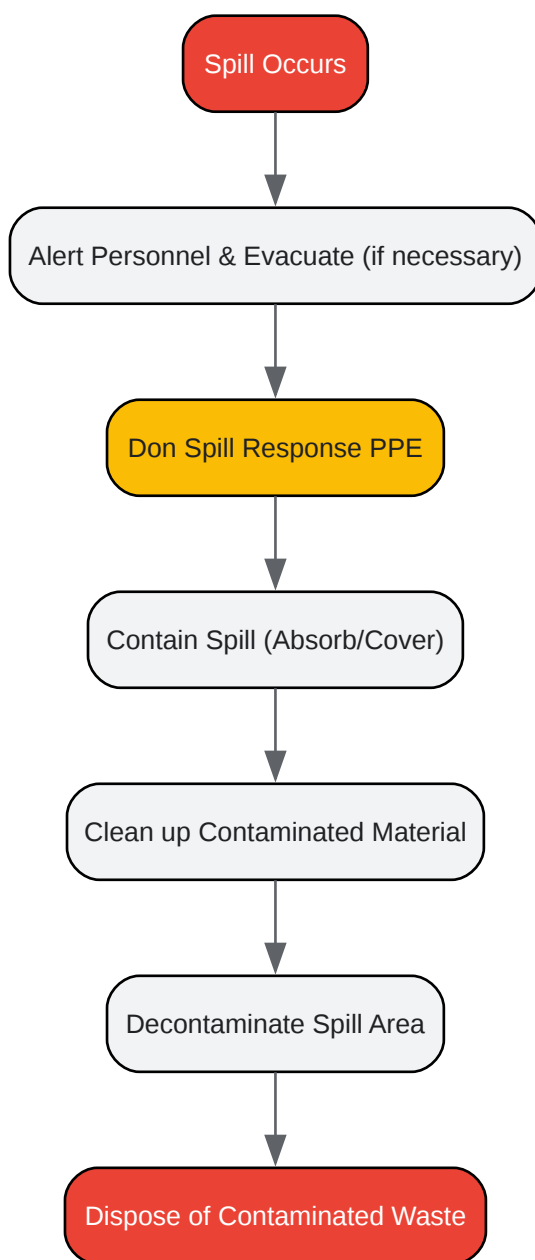 Spill Occurs
Alert Personnel & Evacuate (if necessary)
Don Spill Response PPE
Contain Spill (Absorb/Cover)
Clean up Contaminated Material
Decontaminate Spill Area
Dispose of Contaminated Waste